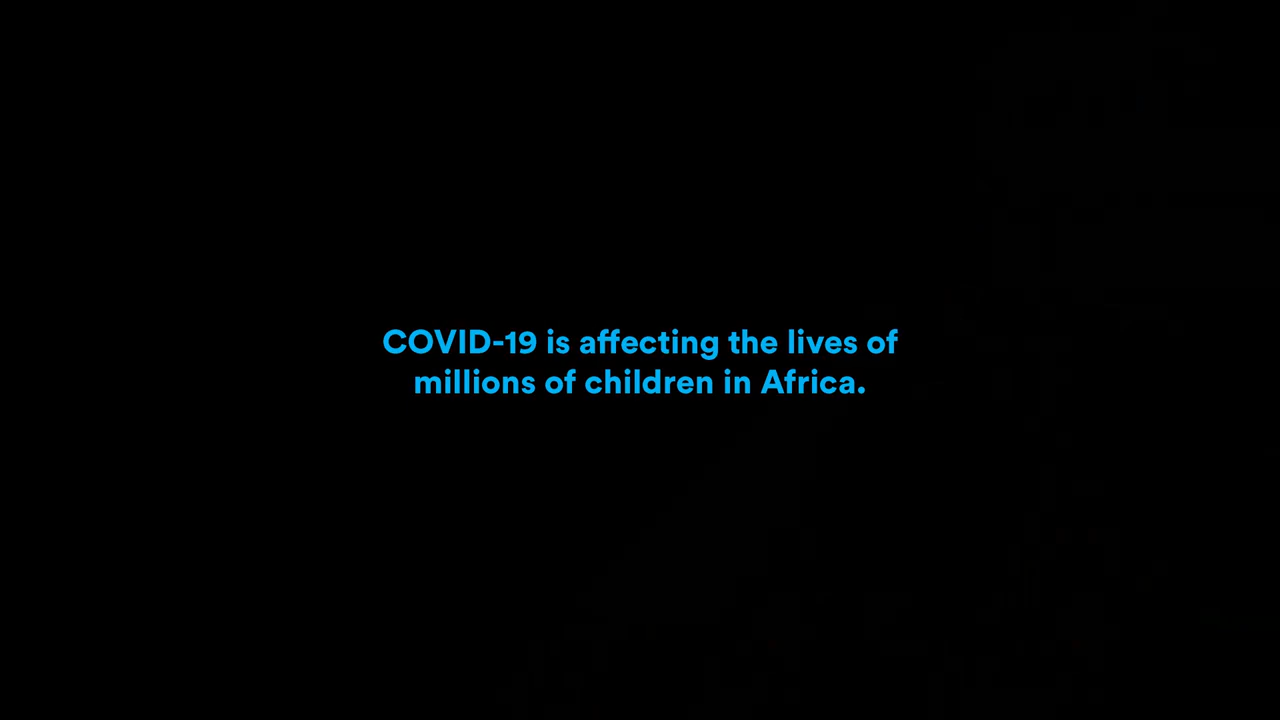 COVID-19 is affecting the lives of
millions of children in Africa.